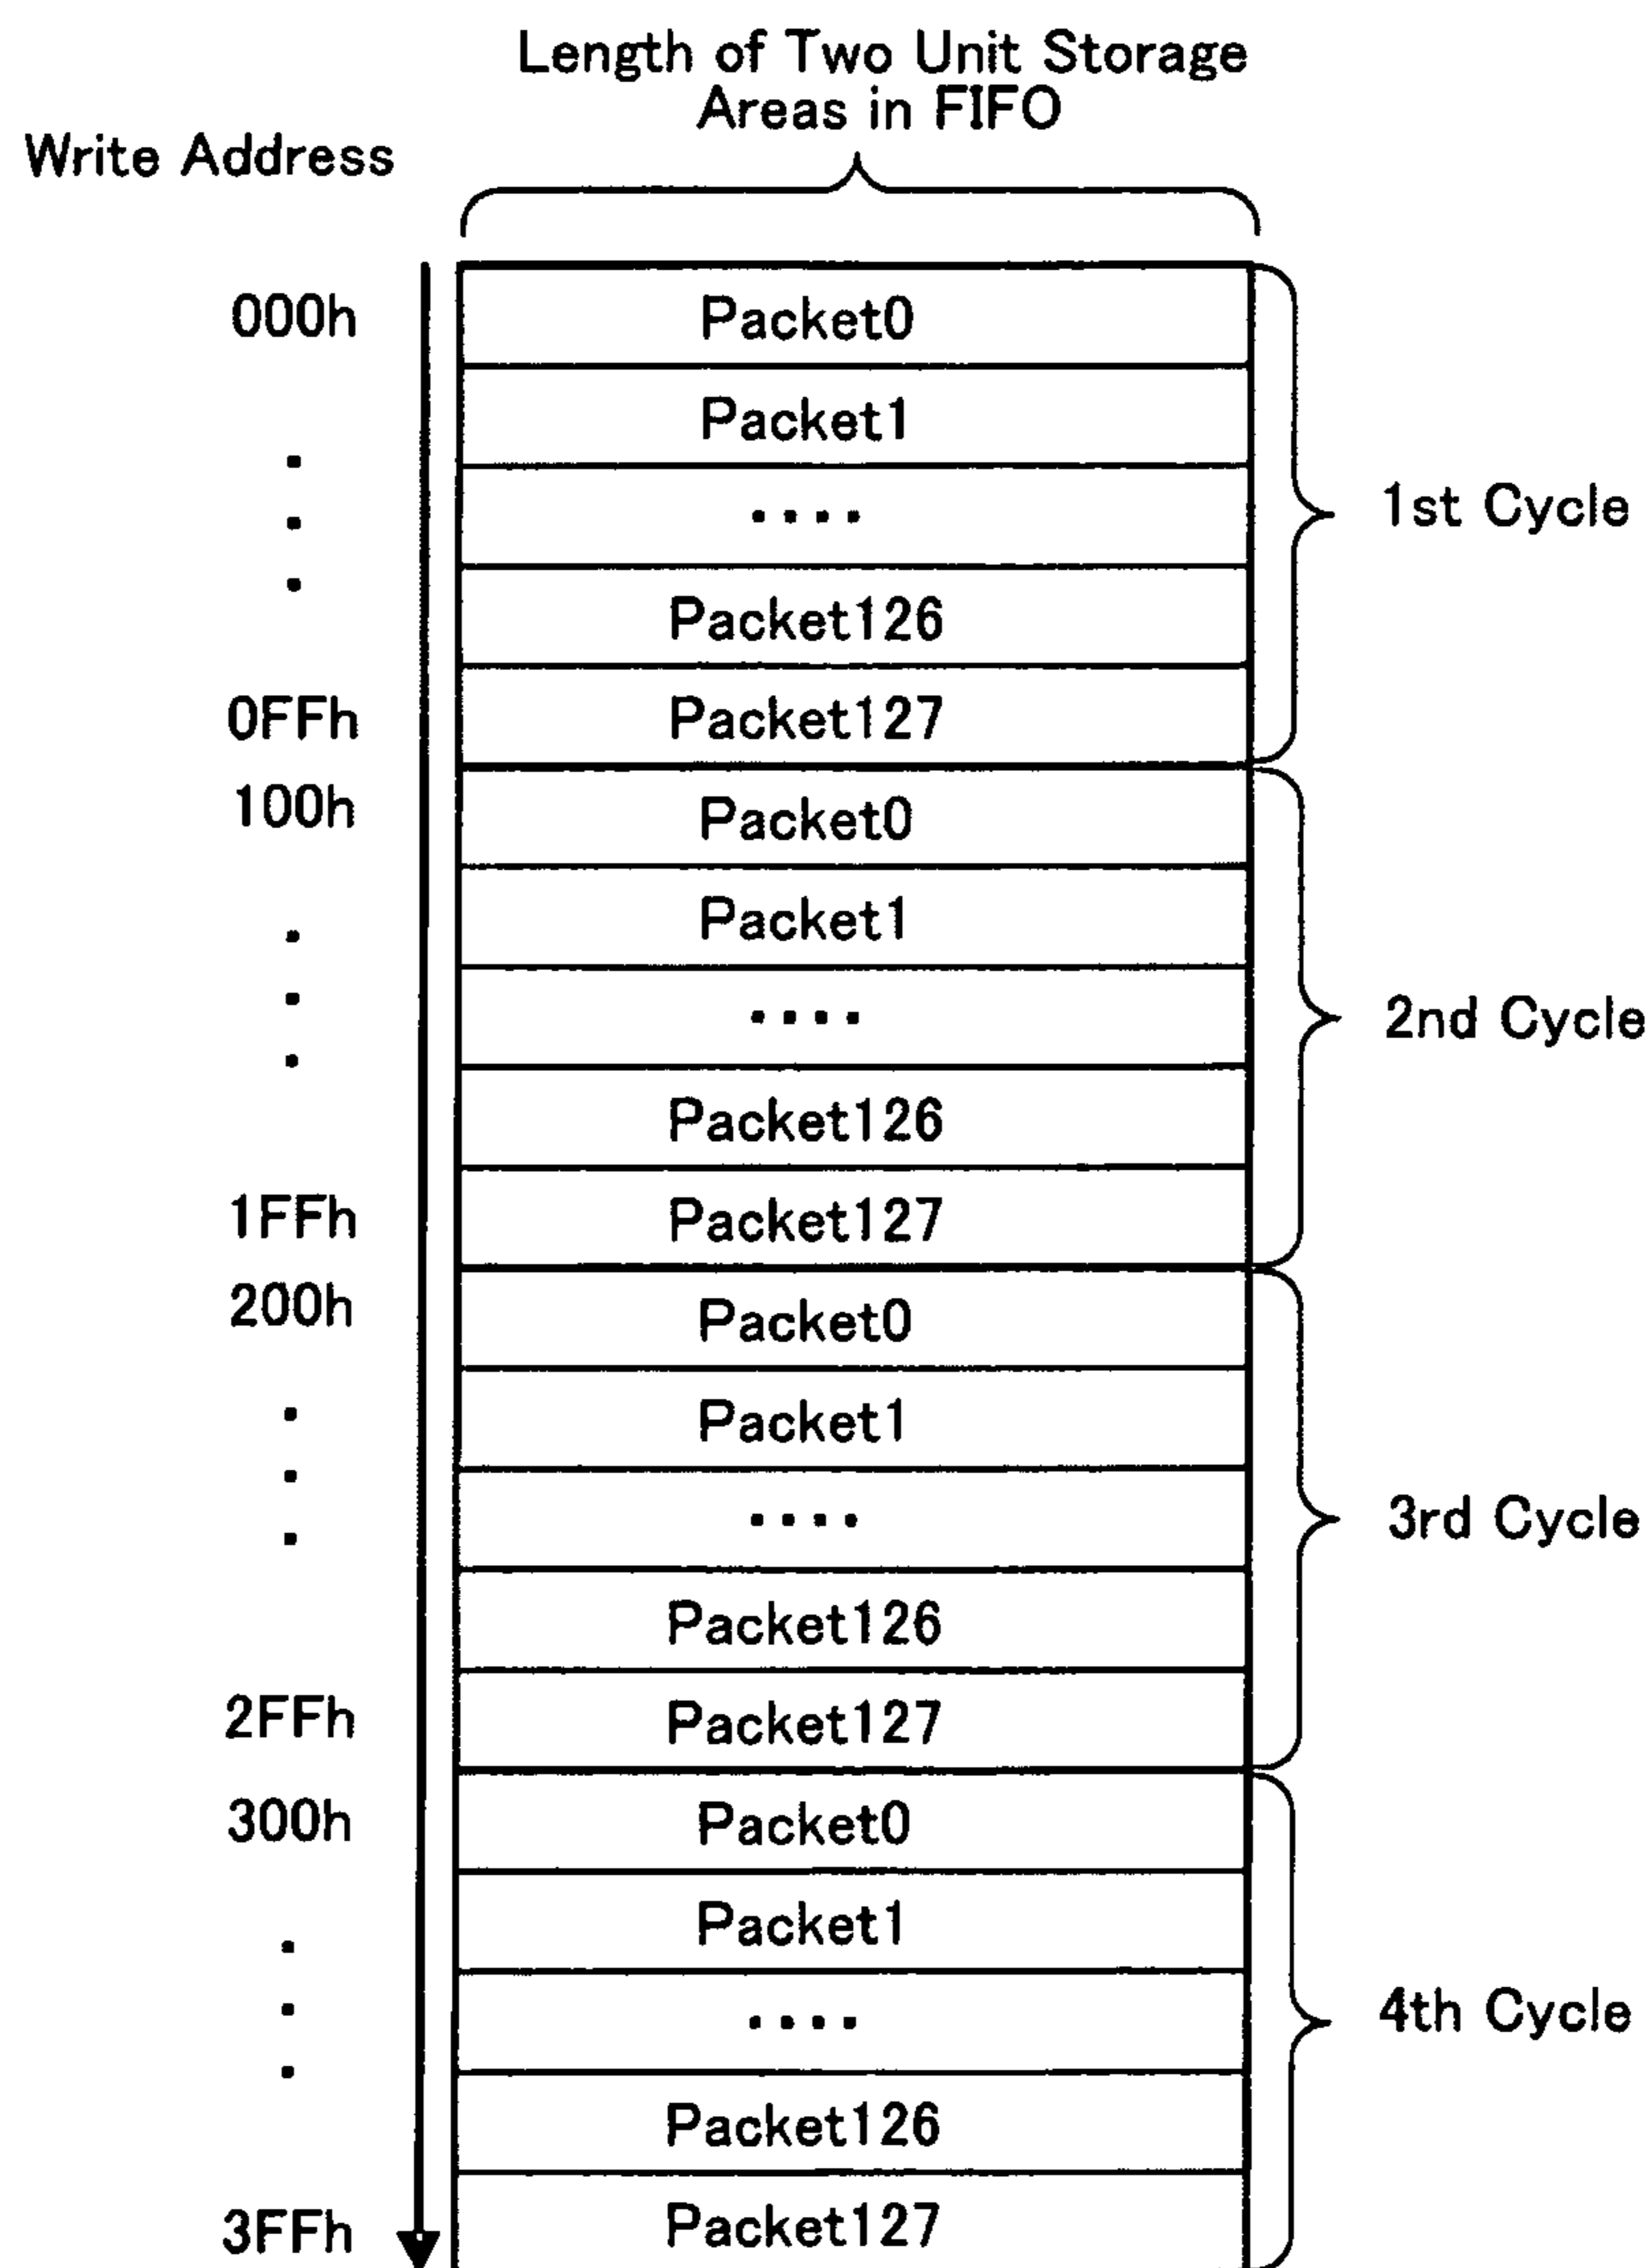 Length of Two Unit Storage
Areas in FIFO
Write Address
000h
Packet0
Packet1
. . . .
Packet126
0FFh
Packet127
1st Cycle
100h
Packet0
Packet1
. . . .
Packet126
1FFh
Packet127
2nd Cycle
200h
Packet0
Packet1
. . . .
Packet126
2FFh
Packet127
3rd Cycle
300h
Packet0
Packet1
. . . .
Packet126
3FFh
Packet127
4th Cycle